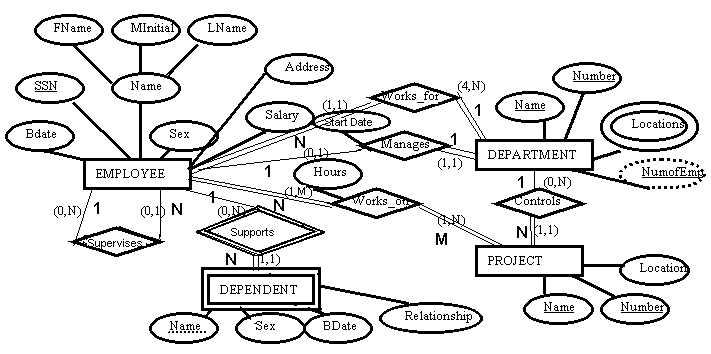 FName
MInitial
LName
SSN
Name
Address
Bdate
Sex
Salary
Start Date
(1,1)
Works_for
(4,N)
N
1
Number
Name
Locations
NumofEmp
EMPLOYEE
1
(0,1)
Manages
1
(1,1)
DEPARTMENT
Hours
(1,M)
N
Works_on
(1,N)
M
1
(0,N)
Controls
N
(1,1)
(0,N)
1
(0,1)
N
Supervises
1
(0,N)
Supports
N
(1,1)
DEPENDENT
PROJECT
Location
Name
Number
Name
Sex
BDate
Relationship